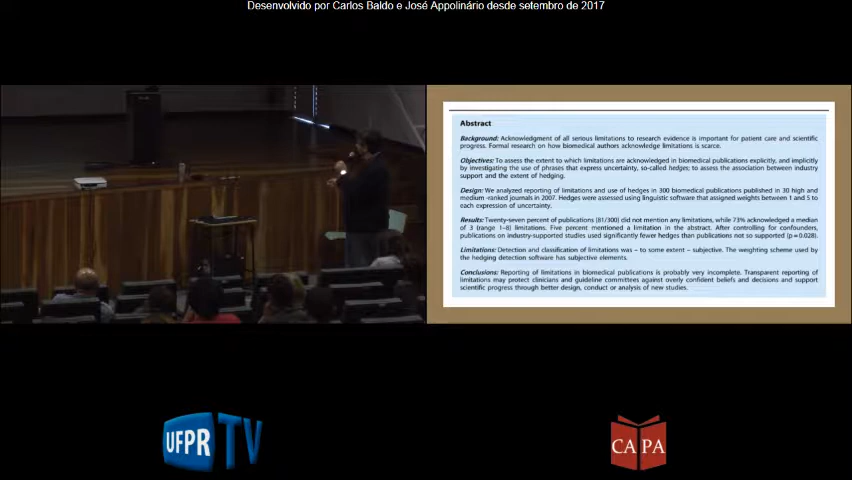 Desenvolvido por Carlos Baldo e José Appolinário desde setembro de 2017
Abstract
Background: Acknowledgment of all serious limitations to research evidence is important for patient care and scientific
progress. Formal research on how biomedical authors acknowledge limitations is scarce.
Objectives: To assess the extent to which limitations are acknowledged in biomedical publications explicitly, and implicitly
by investigating the use of phrases that express uncertainty, so-called hedges; to assess the association between industry
support and the extent of hedging.
Design: We analyzed reporting of limitations and use of hedges in 300 biomedical publications published in 30 high and
medium -ranked journals in 2007. Hedges were assessed using linguistic software that assigned weights between 1 and 5 to
each expression of uncertainty.
Results: Twenty-seven percent of publications (81/300) did not mention any limitations, while 73% acknowledged a median
of 3 (range 1–8) limitations. Five percent mentioned a limitation in the abstract. After controlling for confounders,
publications on industry-supported studies used significantly fewer hedges than publications not so supported (p = 0.028).
Limitations: Detection and classification of limitations was – to some extent – subjective. The weighting scheme used by
the hedging detection software has subjective elements.
Conclusions: Reporting of limitations in biomedical publications is probably very incomplete. Transparent reporting of
limitations may protect clinicians and guideline committees against overly confident beliefs and decisions and support
scientific progress through better design, conduct or analysis of new studies.
UFPR TV
CAPA